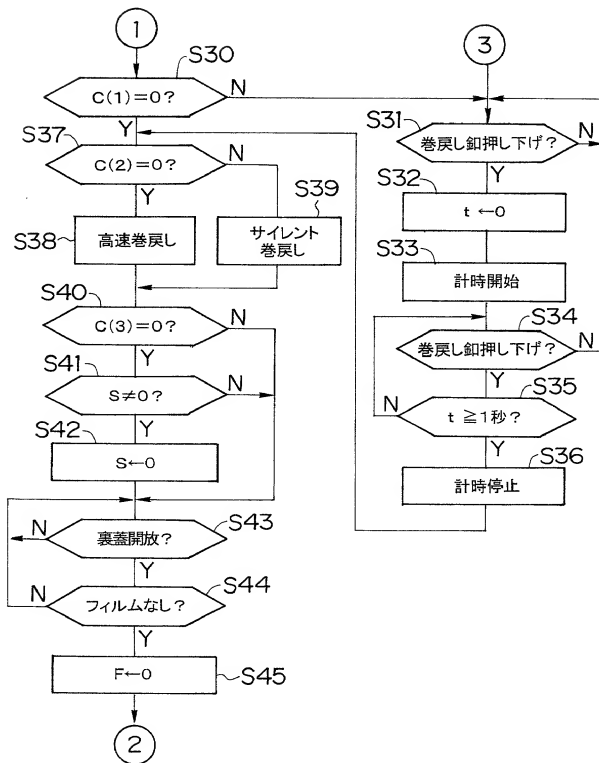 1
S30
C(1)=0?
N
Y
S37
C(2)=0?
N
Y
S38
高速巻戻し
S39
サイレント
巻戻し
S40
C(3)=0?
N
Y
S41
S≠0?
N
Y
S42
S←0
S43
N
裏蓋開放?
Y
S44
N
フィルムなし?
Y
F←0
S45
2
3
S31
巻戻し釦押し下げ?
N
Y
S32
t←0
S33
計時開始
S34
巻戻し釦押し下げ?
N
Y
S35
N
t≧1秒?
Y
S36
計時停止